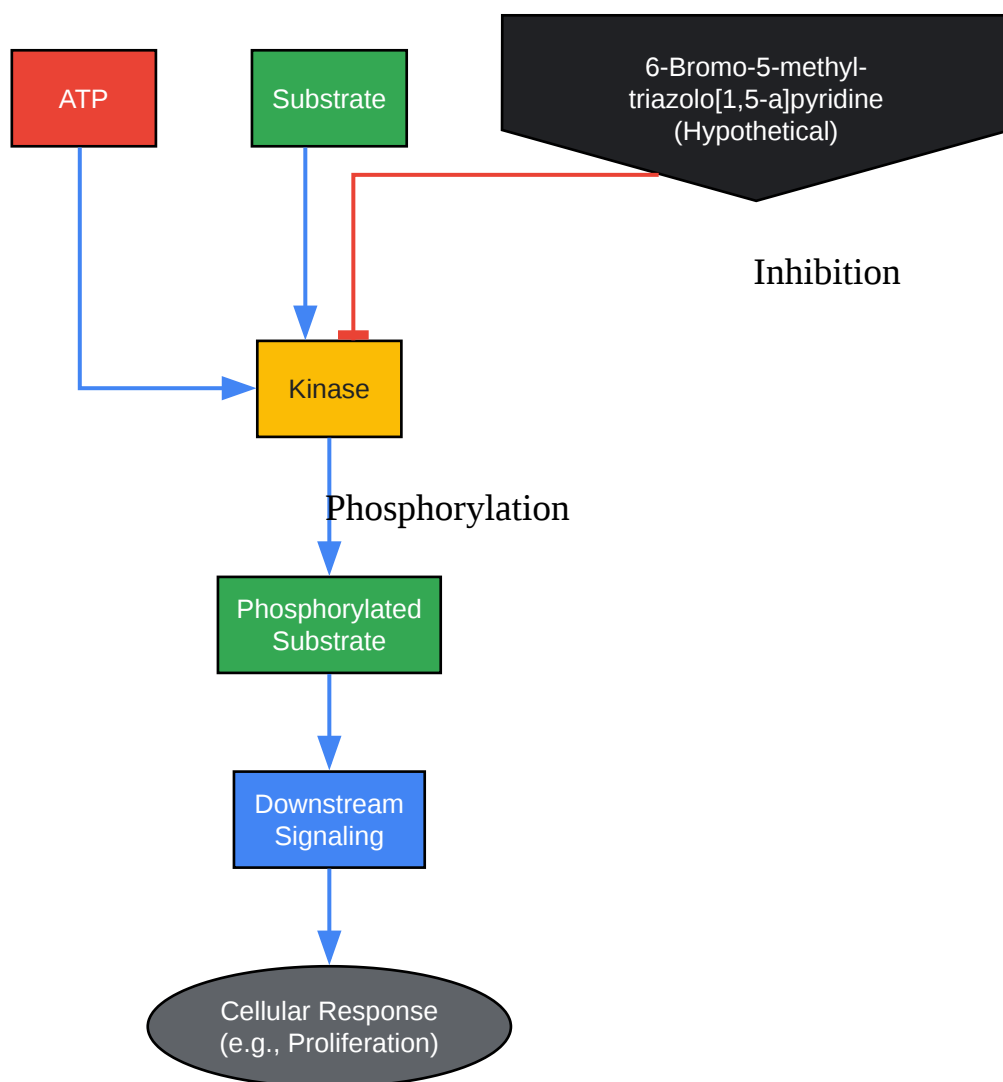 ATP
Substrate
6-Bromo-5-methyl-
triazolo[1,5-a]pyridine
(Hypothetical)
Inhibition
Kinase
Phosphorylation
Phosphorylated
Substrate
Downstream
Signaling
Cellular Response
(e.g., Proliferation)